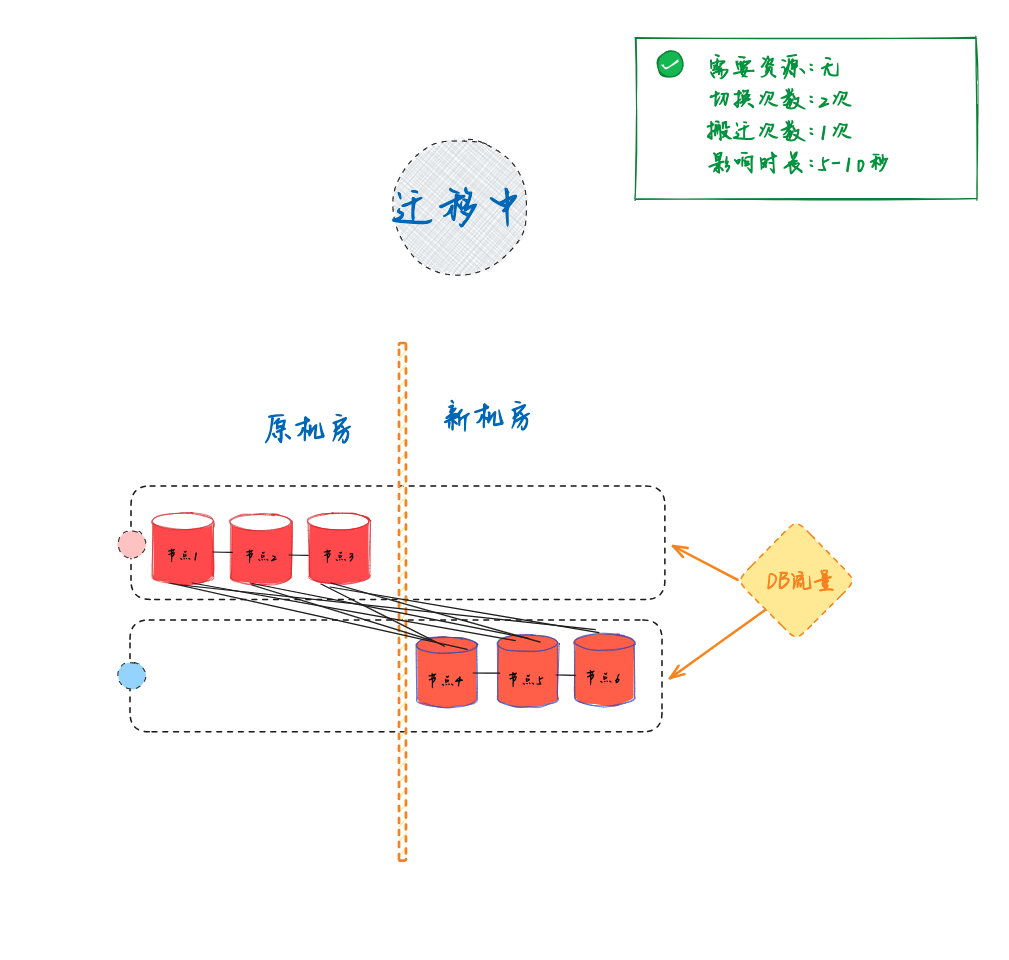 需要资源:无
切换次数:2次
搬迁次数:1次
影响时长:5-10秒
迁移中
原机房
新机房
节点1
节点2
节点3
DB流量
节点4
节点5
节点6